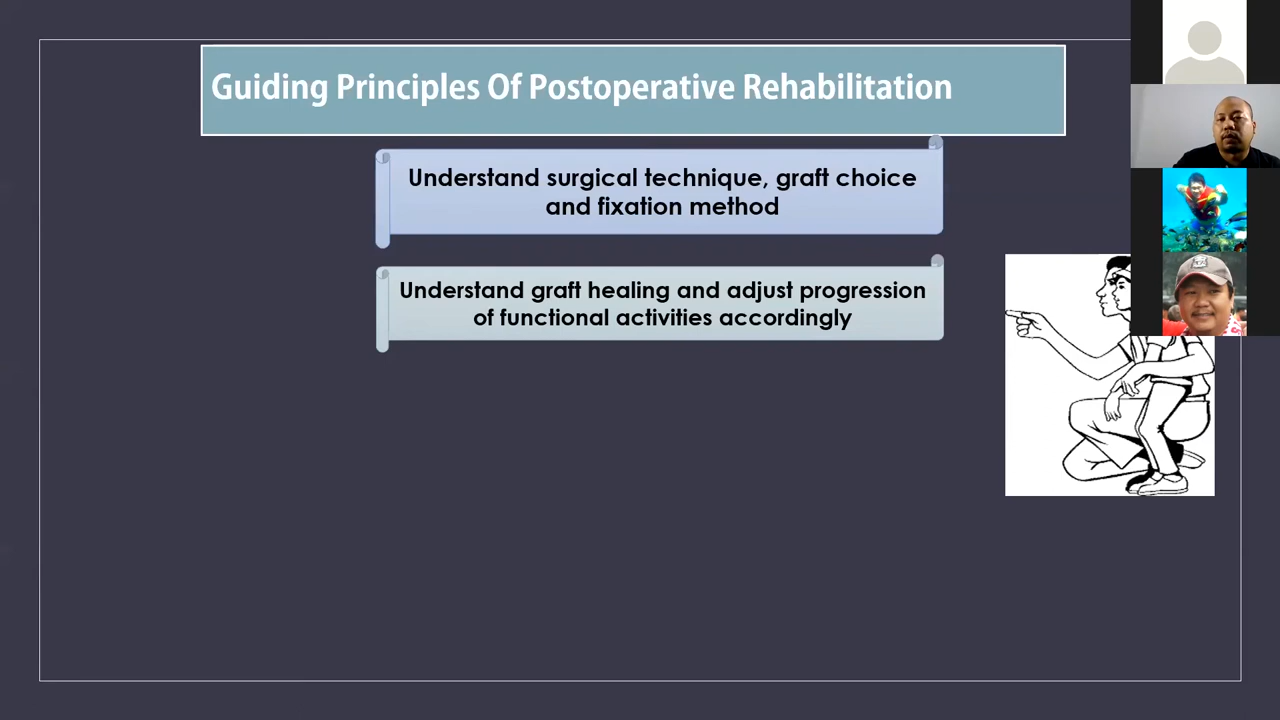 Guiding Principles Of Postoperative Rehabilitation
Understand surgical technique, graft choice
and fixation method
Understand graft healing and adjust progression
of functional activities accordingly